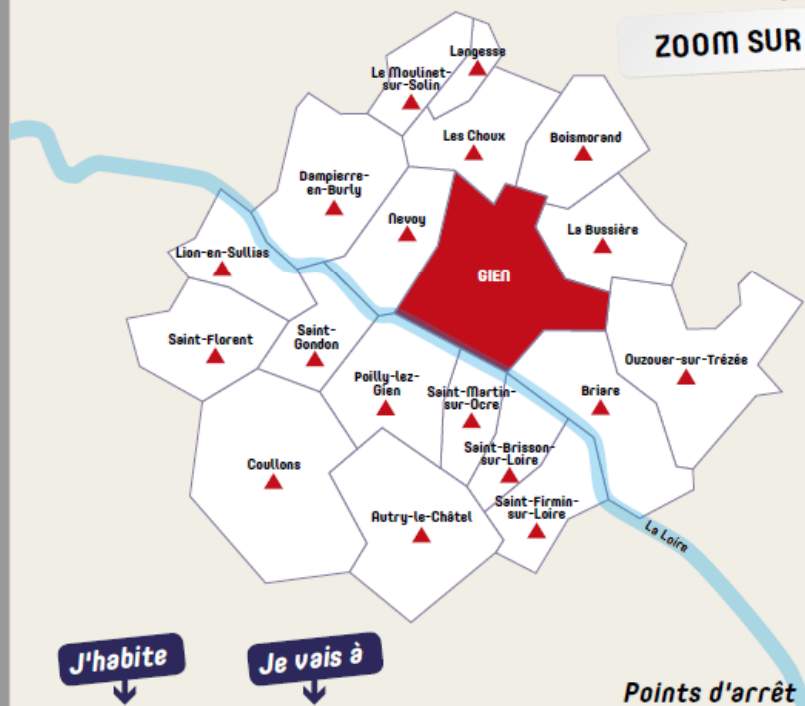 ZOOM SUR
Langesse
Le Moulinet-
sur-Solin
Les Choux
Boismorand
Dampierre-
en-Burly
Nevoy
La Bussière
Lion-en-Sullias
GIEN
Saint-Florent
Saint-
Gondon
Ouzouer-sur-Trézée
Poilly-lez-
Gien
Saint-Martin-
sur-Ocre
Briare
Saint-Brisson-
sur-Loire
Coullons
Saint-Firmin-
sur-Loire
Autry-le-Châtel
La Loire
J'habite
Je vais à
Points d'arrêt